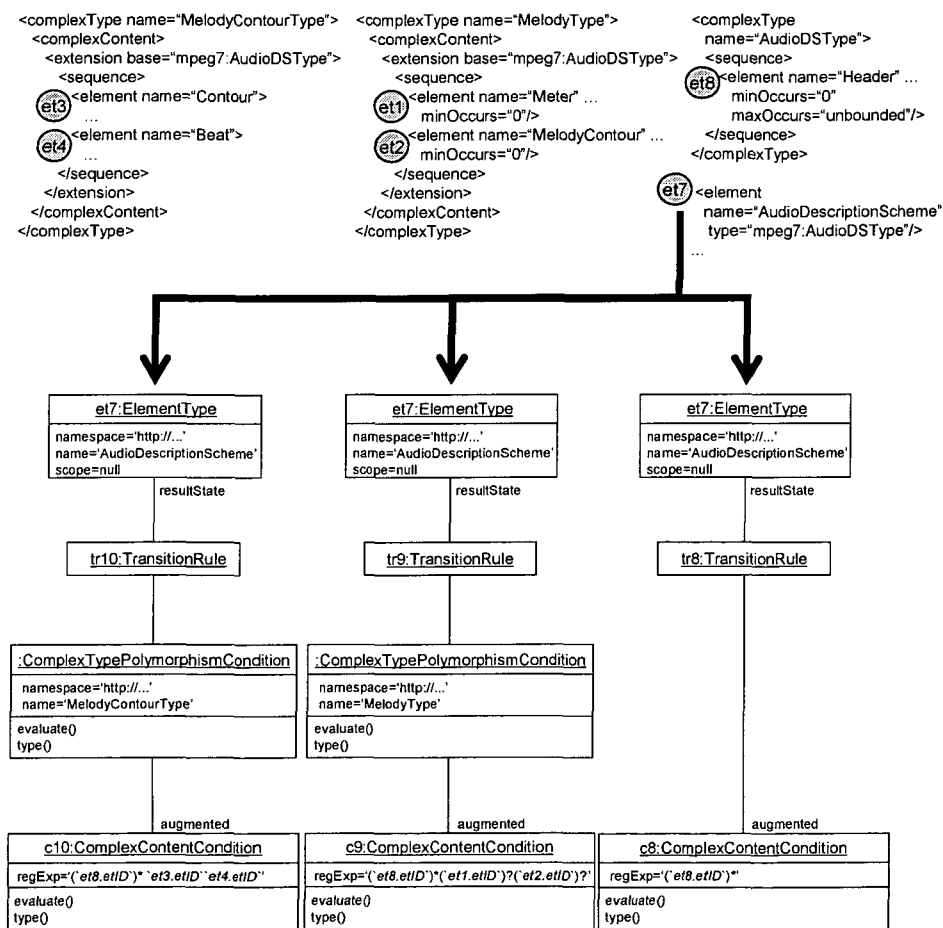 <complexType name="MelodyContourType">
<complexContent>
<extension base="mpeg7:AudioDSType">
<sequence>
et3 <element name="Contour">
...
et4 <element name="Beat">
...
</sequence>
</extension>
</complexContent>
</complexType>
<complexType name="MelodyType">
<complexContent>
<extension base="mpeg7:AudioDSType">
<sequence>
et1 <element name="Meter" ...
minOccurs="0"/>
et2 <element name="MelodyContour" ...
minOccurs="0"/>
</sequence>
</extension>
</complexContent>
</complexType>
<complexType
name="AudioDSType">
<sequence>
et8 <element name="Header" ...
minOccurs="0"
maxOccurs="unbounded"/>
</sequence>
</complexType>
et7 <element
name="AudioDescriptionScheme"
type="mpeg7:AudioDSType"/>
...
et7:ElementType
namespace='http://...'
name='AudioDescriptionScheme'
scope=null
resultState
tr10:TransitionRule
:ComplexTypePolymorphismCondition
namespace='http://...'
name='MelodyContourType'
evaluate()
type()
augmented
c10:ComplexContentCondition
regExp='(`et8.etID`)* `et3.etID``et4.etID`'
evaluate()
type()
et7:ElementType
namespace='http://...'
name='AudioDescriptionScheme'
scope=null
resultState
tr9:TransitionRule
:ComplexTypePolymorphismCondition
namespace='http://...'
name='MelodyType'
evaluate()
type()
augmented
c9:ComplexContentCondition
regExp='(`et8.etID`)*(`et1.etID`)?(`et2.etID`)?'
evaluate()
type()
et7:ElementType
namespace='http://...'
name='AudioDescriptionScheme'
scope=null
resultState
tr8:TransitionRule
augmented
c8:ComplexContentCondition
regExp='(`et8.etID`)*'
evaluate()
type()